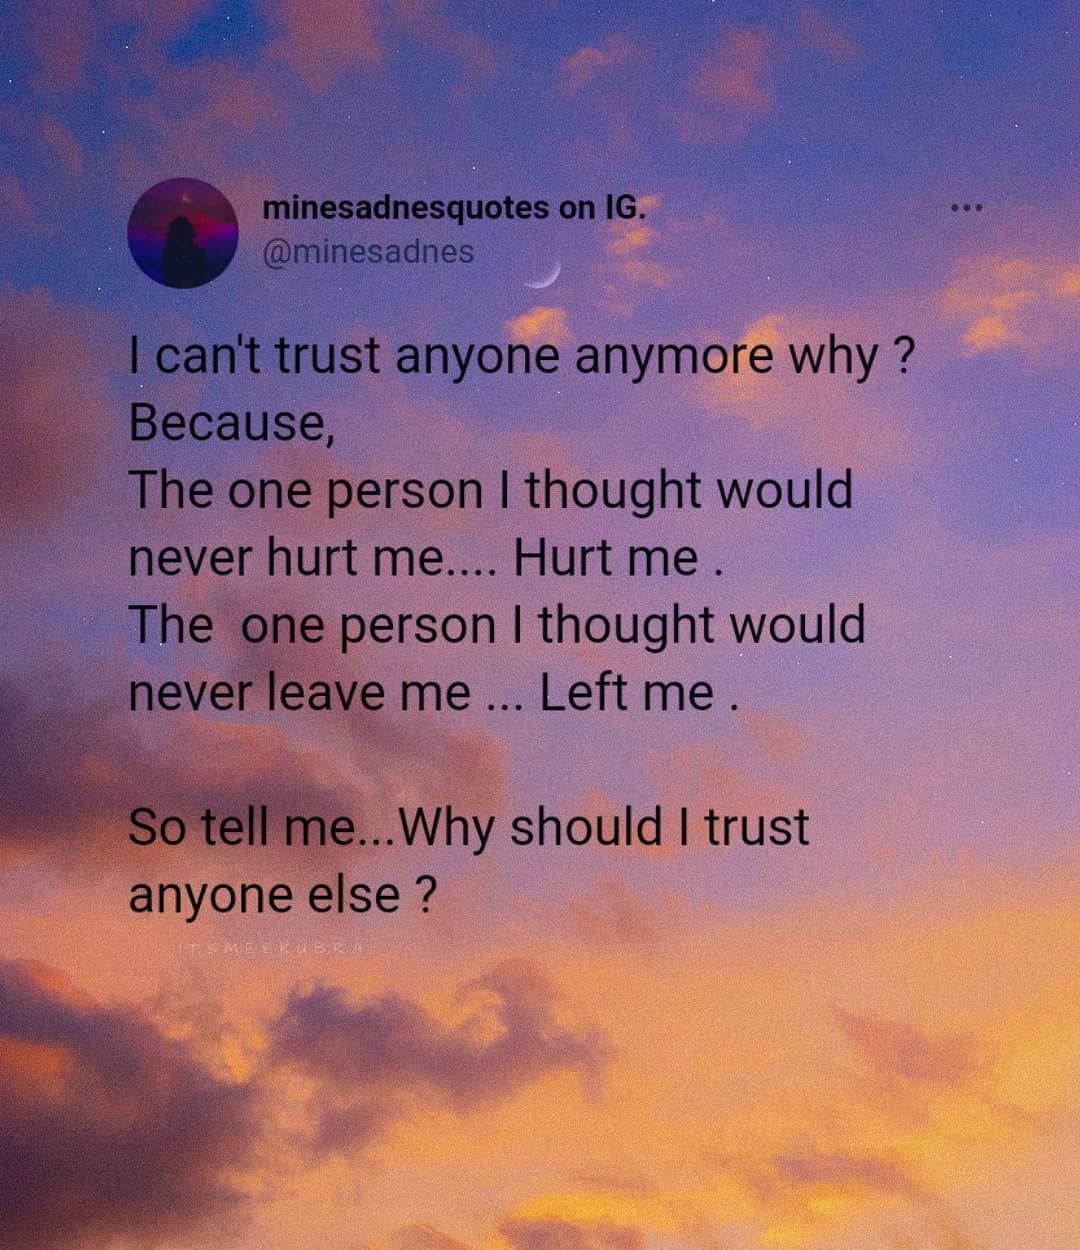 minesadnesquotes on IG.
@minesadnes
I can't trust anyone anymore why ?
Because,
The one person I thought would
never hurt me.... Hurt me .
The  one person I thought would
never leave me ... Left me .
So tell me...Why should I trust
anyone else ?
ITSMEEKUBRA